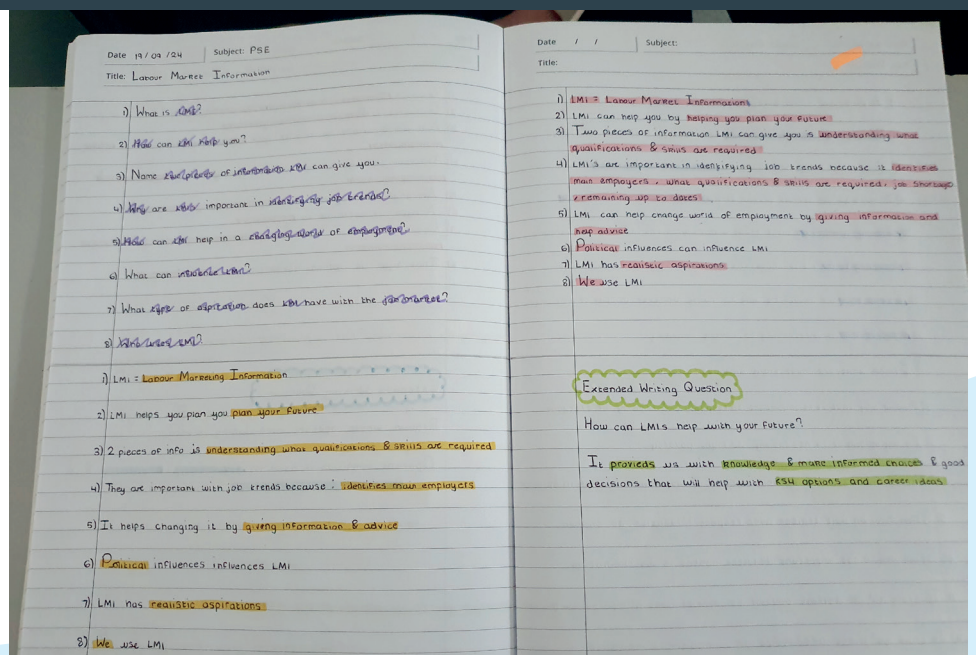 Date 19/09/24 Subject: PSE
Title: Labour Market Information
1) What is LMI?
2) How can LMI help you?
3) Name two pieces of information LMI can give you.
4) Why are LMIs important in identifying job trends?
5) How can LMI help in a changing world of employment?
6) What can influence LMI?
7) What type of aspiration does LMI have with the job market?
8) Who uses LMI?
1) LMI = Labour Marketing Information
2) LMI helps you plan you plan your future
3) 2 pieces of info is understanding what qualifications & skills are required
4) They are important with job trends because : identifies main employers
5) It helps changing it by giving information & advice
6) Political influences influences LMI
7) LMI has realistic aspirations
8) We use LMI
Date / / Subject:
Title:
1) LMI = Labour Market Information
2) LMI can help you by helping you plan your future
3) Two pieces of information LMI can give you is understanding what
qualifications & skills are required
4) LMI's are important in identifying job trends because it identifies
main employers, what qualifications & skills are required, job shortage
& remaining up to dates
5) LMI can help change world of employment by giving information and
help advice
6) Political influences can influence LMI
7) LMI has realistic aspirations
8) We use LMI
Extended Writing Question
How can LMIs help with your future?
It provieds us with knowledge & make informed choices & good
decisions that will help with KS4 options and career ideas